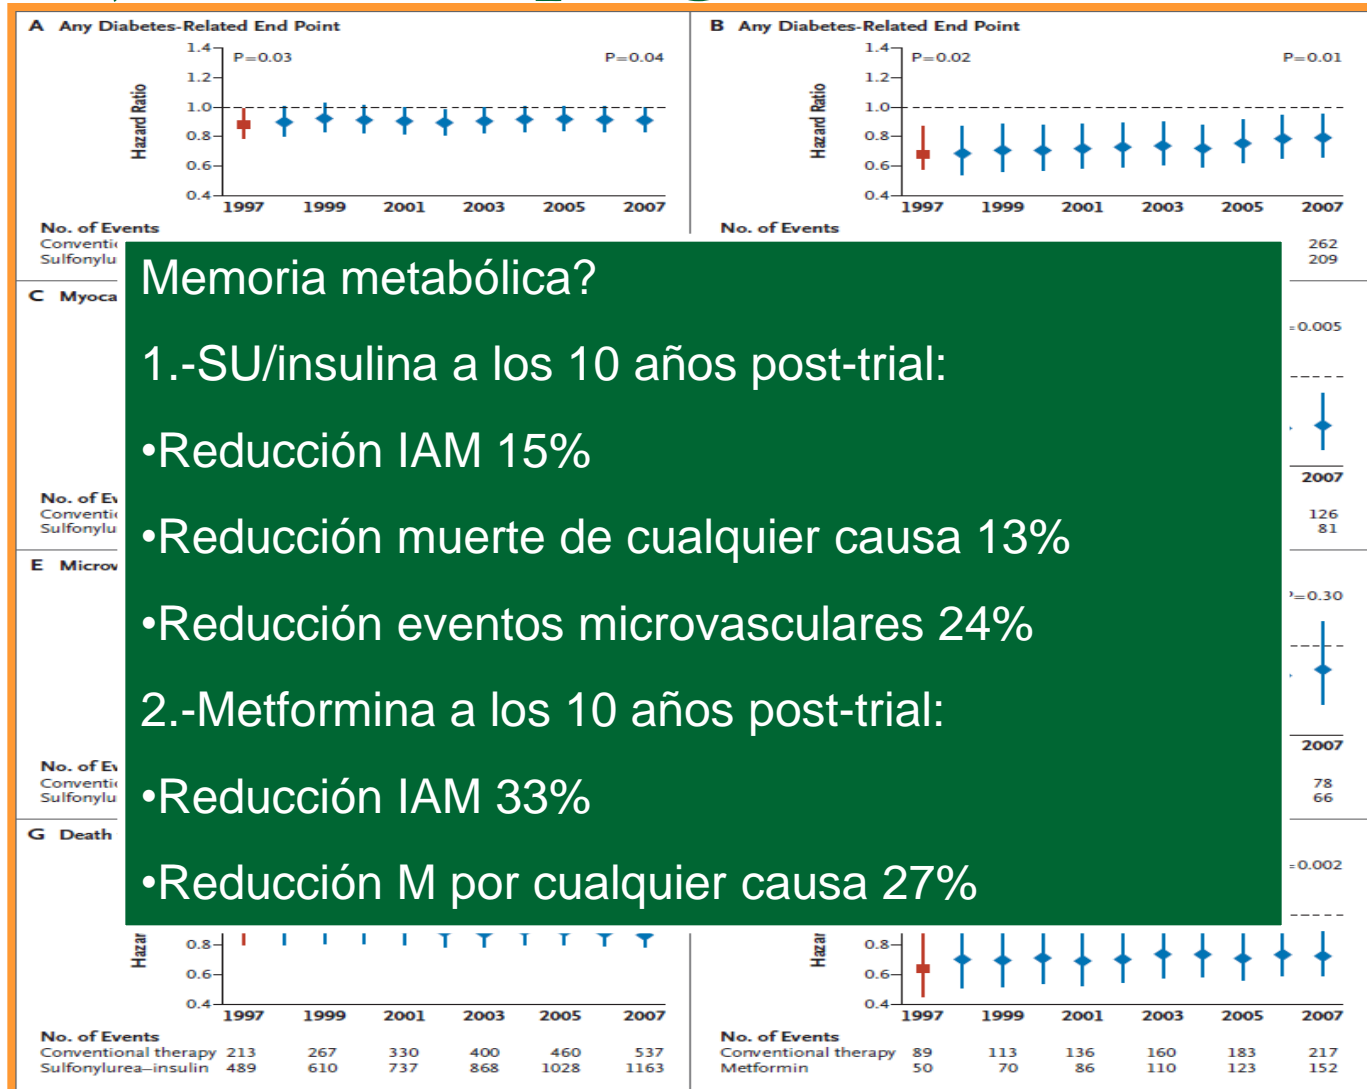 A Any Diabetes-Related End Point
1.4
P=0.03 P=0.04
1.2
1.0
0.8
0.6
0.4
Hazard Ratio
1997 1999 2001 2003 2005 2007
No. of Events
B Any Diabetes-Related End Point
1.4
P=0.02 P=0.01
1.2
1.0
0.8
0.6
0.4
Hazard Ratio
1997 1999 2001 2003 2005 2007
No. of Events
262
209
C
=0.005
2007
126
81
E
P=0.30
2007
78
66
G Death
=0.002
Memoria metabólica?
1.-SU/insulina a los 10 años post-trial:
•Reducción IAM 15%
•Reducción muerte de cualquier causa 13%
•Reducción eventos microvasculares 24%
2.-Metformina a los 10 años post-trial:
•Reducción IAM 33%
•Reducción M por cualquier causa 27%
0.8
0.6
0.4
1997 1999 2001 2003 2005 2007
No. of Events
Conventional therapy 213 267 330 400 460 537
Sulfonylurea–insulin 489 610 737 868 1028 1163
0.8
0.6
0.4
1997 1999 2001 2003 2005 2007
No. of Events
Conventional therapy 89 113 136 160 183 217
Metformin 50 70 86 110 123 152